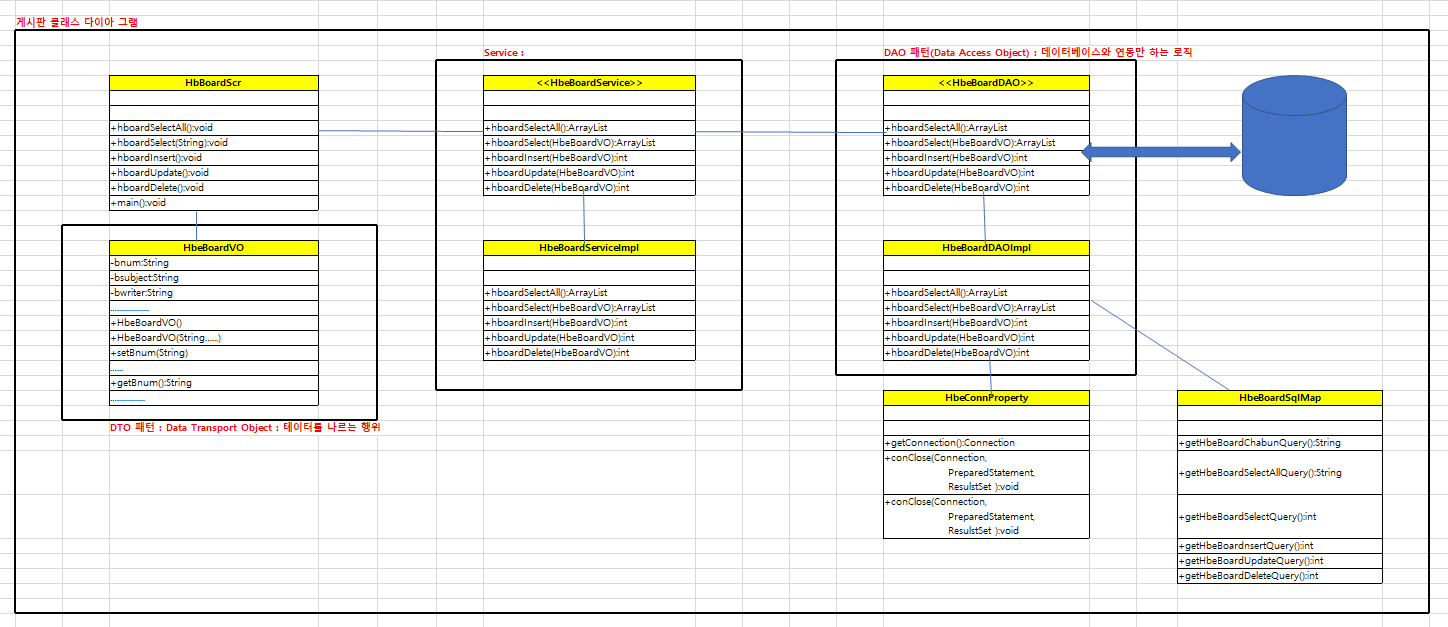 게시판 클래스 다이아 그램
Service :
DAO 패턴(Data Access Object) : 데이터베이스와 연동만 하는 로직
HbBoardScr
+hboardSelectAll():void
+hboardSelect(String):void
+hboardInsert():void
+hboardUpdate():void
+hboardDelete():void
+main():void
<<HbeBoardService>>
+hboardSelectAll():ArrayList
+hboardSelect(HbeBoardVO):ArrayList
+hboardInsert(HbeBoardVO):int
+hboardUpdate(HbeBoardVO):int
+hboardDelete(HbeBoardVO):int
<<HbeBoardDAO>>
+hboardSelectAll():ArrayList
+hboardSelect(HbeBoardVO):ArrayList
+hboardInsert(HbeBoardVO):int
+hboardUpdate(HbeBoardVO):int
+hboardDelete(HbeBoardVO):int
HbeBoardVO
-bnum:String
-bsubject:String
-bwriter:String
..................
+HbeBoardVO()
+HbeBoardVO(String......)
+setBnum(String)
......
+getBnum():String
................
DTO 패턴 : Data Transport Object : 테이터를 나르는 행위
HbeBoardServiceImpl
+hboardSelectAll():ArrayList
+hboardSelect(HbeBoardVO):ArrayList
+hboardInsert(HbeBoardVO):int
+hboardUpdate(HbeBoardVO):int
+hboardDelete(HbeBoardVO):int
HbeBoardDAOImpl
+hboardSelectAll():ArrayList
+hboardSelect(HbeBoardVO):ArrayList
+hboardInsert(HbeBoardVO):int
+hboardUpdate(HbeBoardVO):int
+hboardDelete(HbeBoardVO):int
HbeConnProperty
+getConnection():Connection
+conClose(Connection,
PreparedStatement,
ResulstSet ):void
+conClose(Connection,
PreparedStatement,
ResulstSet ):void
HbeBoardSqlMap
+getHbeBoardChabunQuery():String
+getHbeBoardSelectAllQuery():String
+getHbeBoardSelectQuery():int
+getHbeBoardnsertQuery():int
+getHbeBoardUpdateQuery():int
+getHbeBoardDeleteQuery():int